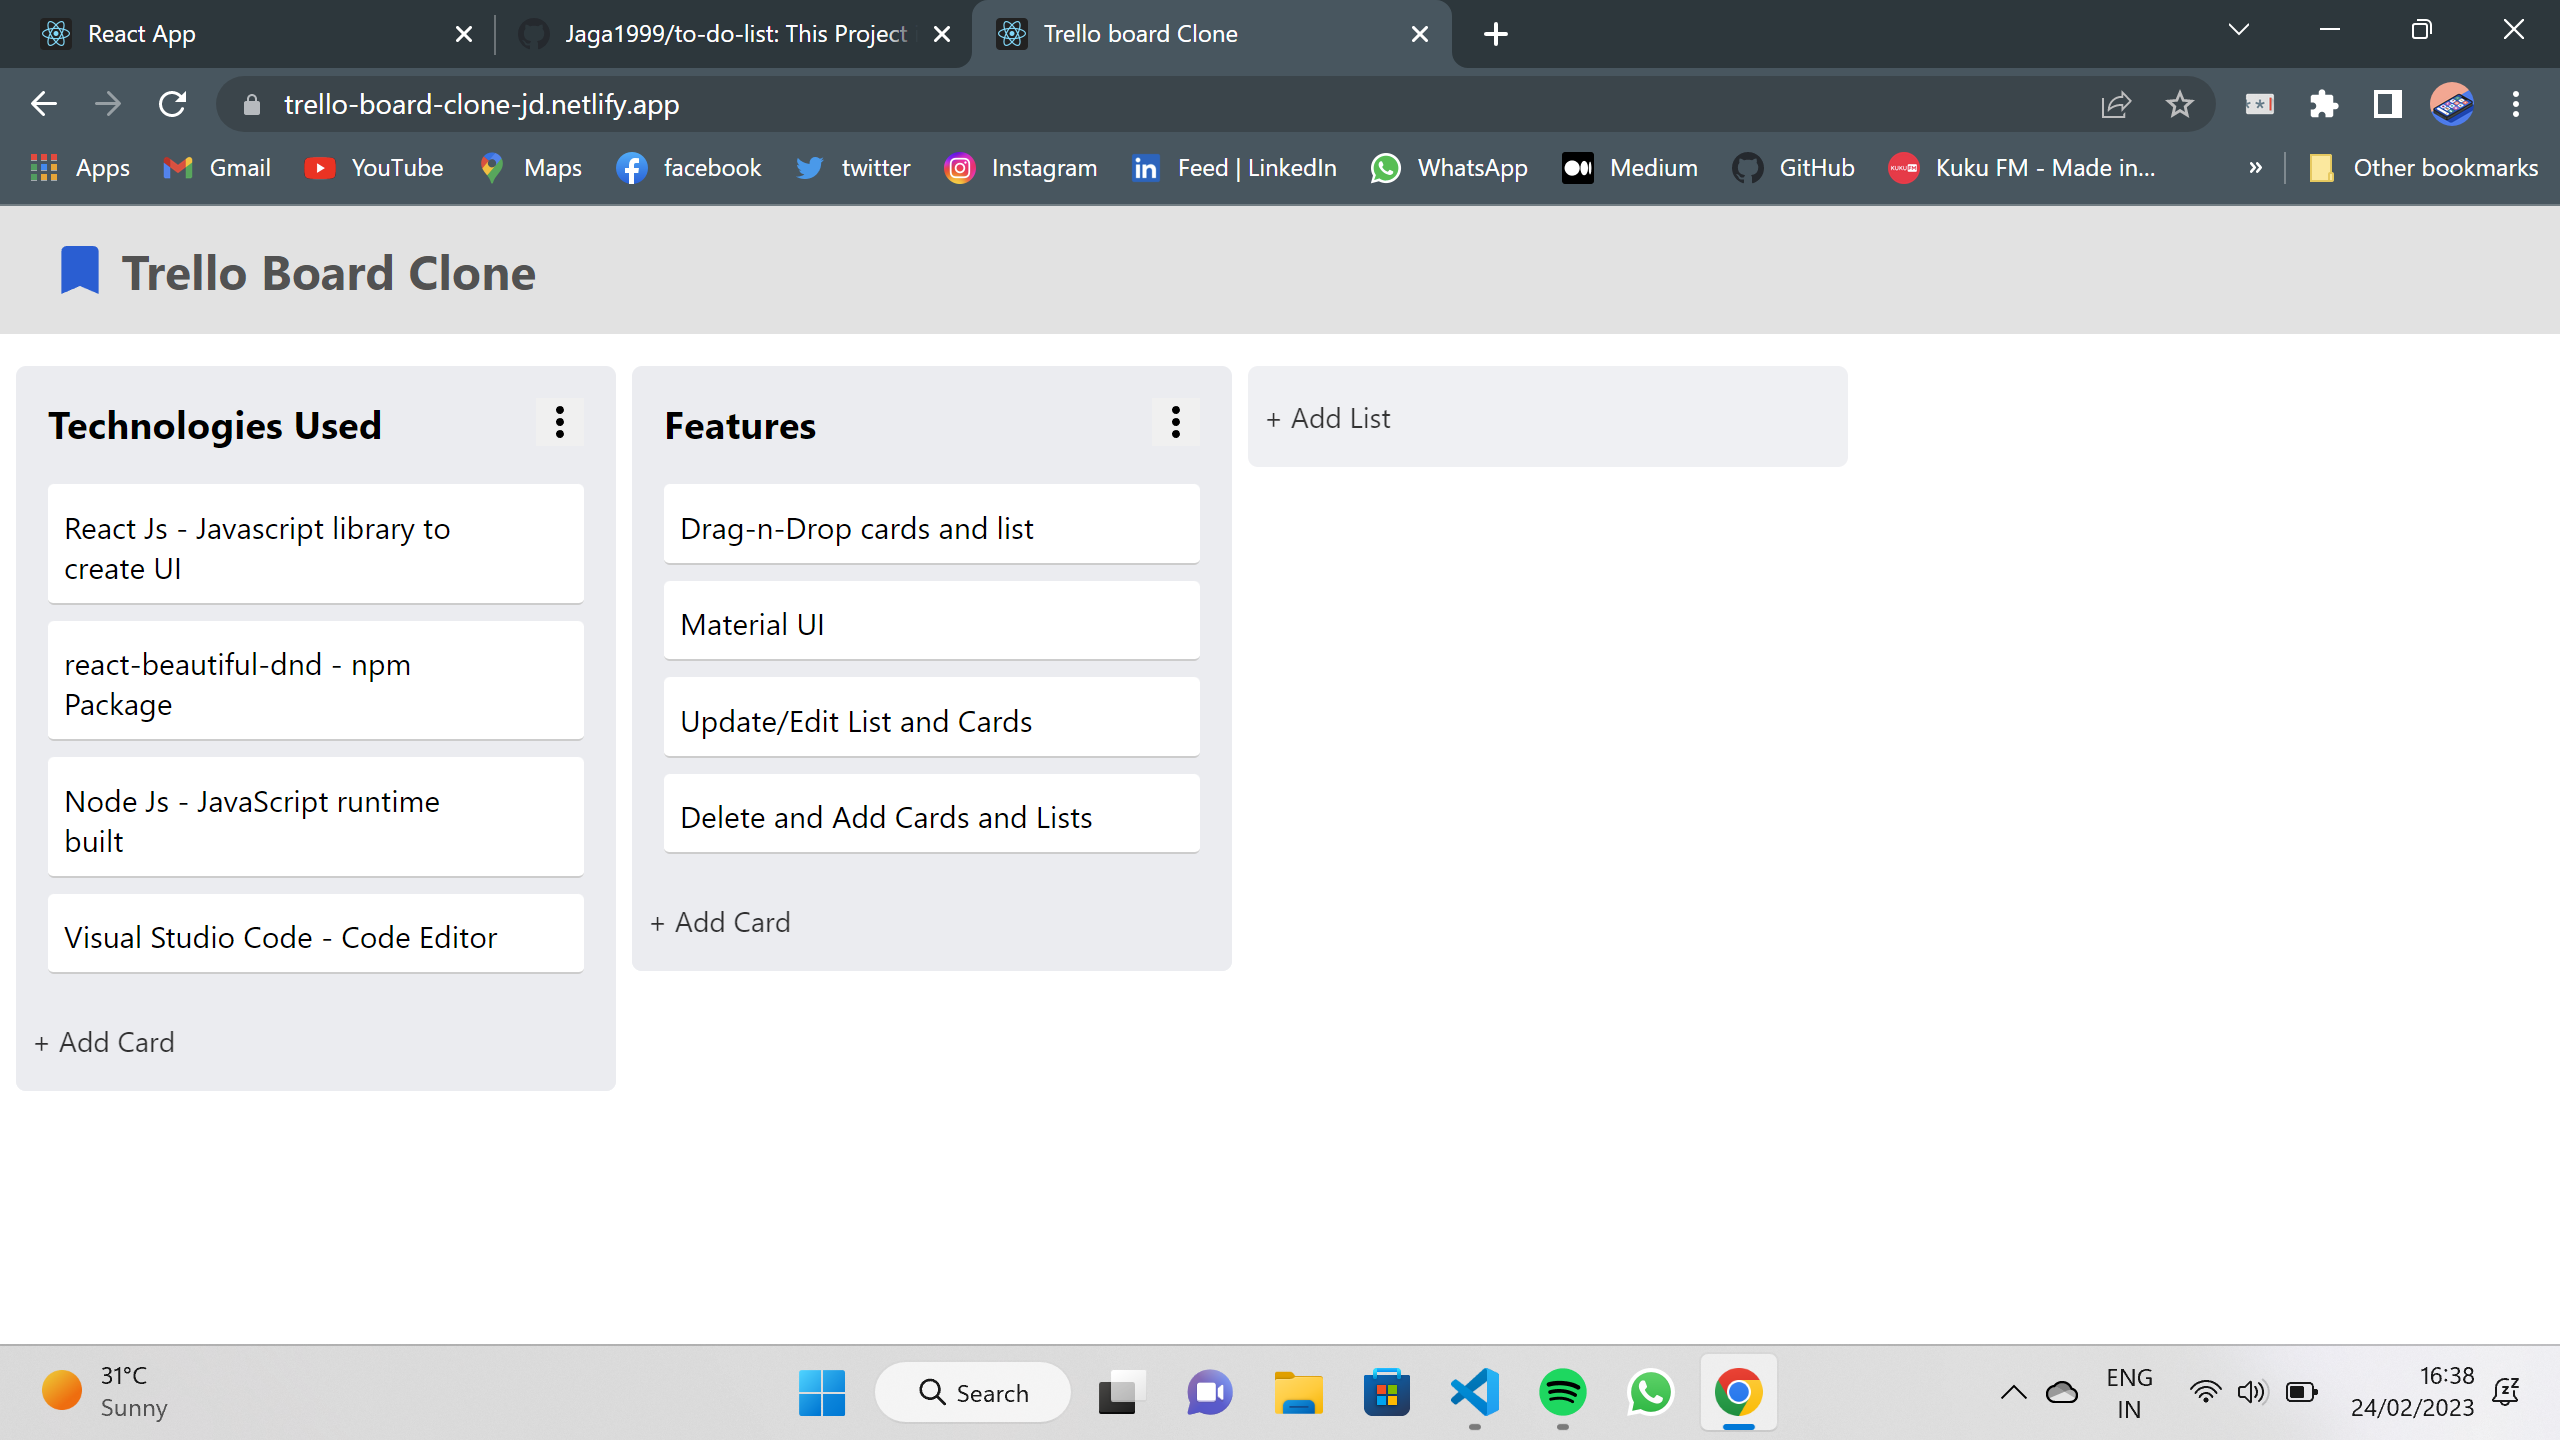 React App
Jaga1999/to-do-list: This Project
Trello board Clone
trello-board-clone-jd.netlify.app
Apps
Gmail
YouTube
Maps
facebook
twitter
Instagram
Feed | LinkedIn
WhatsApp
Medium
GitHub
Kuku FM - Made in...
»
Other bookmarks
Trello Board Clone
Technologies Used
React Js - Javascript library to
create UI
react-beautiful-dnd - npm
Package
Node Js - JavaScript runtime
built
Visual Studio Code - Code Editor
+ Add Card
Features
Drag-n-Drop cards and list
Material UI
Update/Edit List and Cards
Delete and Add Cards and Lists
+ Add Card
+ Add List
31°C
Sunny
Search
ENG
IN
16:38
24/02/2023